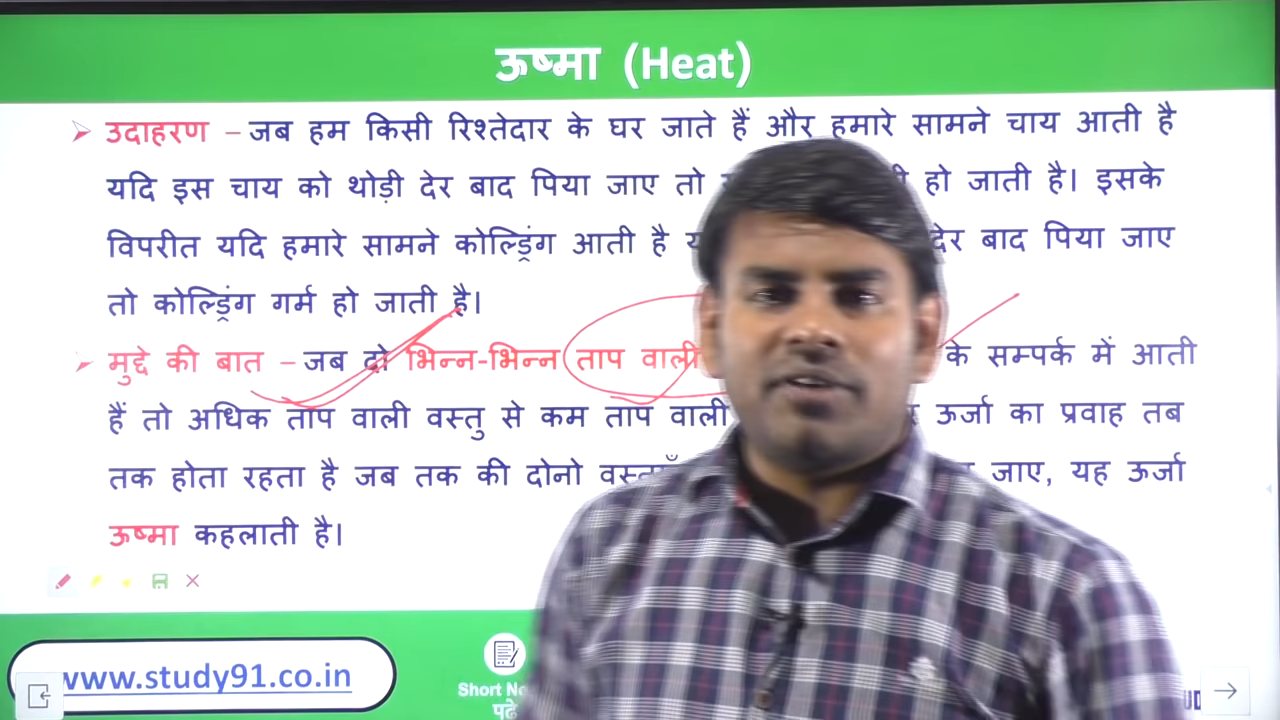 ऊष्मा (Heat)
उदाहरण – जब हम किसी रिश्तेदार के घर जाते हैं और हमारे सामने चाय आती है
यदि इस चाय को थोड़ी देर बाद पिया जाए तो हो जाती है। इसके
विपरीत यदि हमारे सामने कोल्ड्रिंग आती है देर बाद पिया जाए
तो कोल्ड्रिंग गर्म हो जाती है।
मुद्दे की बात – जब दो भिन्न-भिन्न ताप वाली के सम्पर्क में आती
हैं तो अधिक ताप वाली वस्तु से कम ताप वाली ऊर्जा का प्रवाह तब
तक होता रहता है जब तक की दोनो जाए, यह ऊर्जा
ऊष्मा कहलाती है।
www.study91.co.in
Short